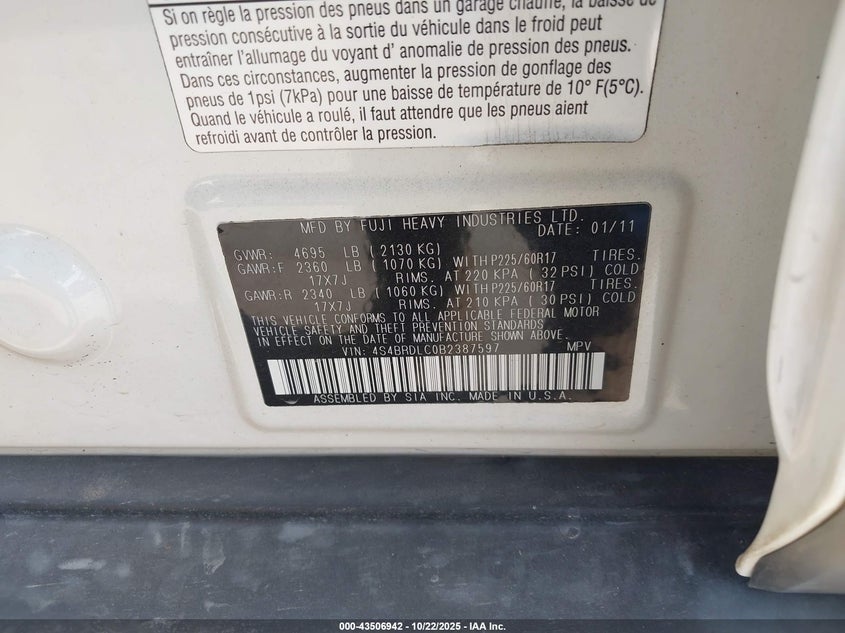 Si on règle la pression des pneus dans un garage chauffé, la baisse de
pression consécutive à la sortie du véhicule dans le froid peut
entraîner l'allumage du voyant d' anomalie de pression des pneus.
Dans ces circonstances, augmenter la pression de gonflage des
pneus de 1psi (7kPa) pour une baisse de température de 10° F(5°C).
Quand le véhicule a roulé, il faut attendre que les pneus aient
refroidi avant de contrôler la pression.
MFD BY FUJI HEAVY INDUSTRIES LTD.
DATE: 01/11
GVWR: 4695 LB (2130 KG)
GAWR:F 2360 LB (1070 KG) WITH P225/60R17 TIRES.
17X7J RIMS. AT 220 KPA (32 PSI) COLD
GAWR:R 2340 LB (1060 KG) WITH P225/60R17 TIRES.
17X7J RIMS. AT 210 KPA (30 PSI) COLD
THIS VEHICLE CONFORMS TO ALL APPLICABLE FEDERAL MOTOR
VEHICLE SAFETY AND THEFT PREVENTION STANDARDS
IN EFFECT ON THE DATE OF MANUFACTURE SHOWN ABOVE.
VIN: 4S4BRDLC0B2387597 MPV
ASSEMBLED BY SIA INC. MADE IN U.S.A.
000-43506942 - 10/22/2025 - IAA Inc.